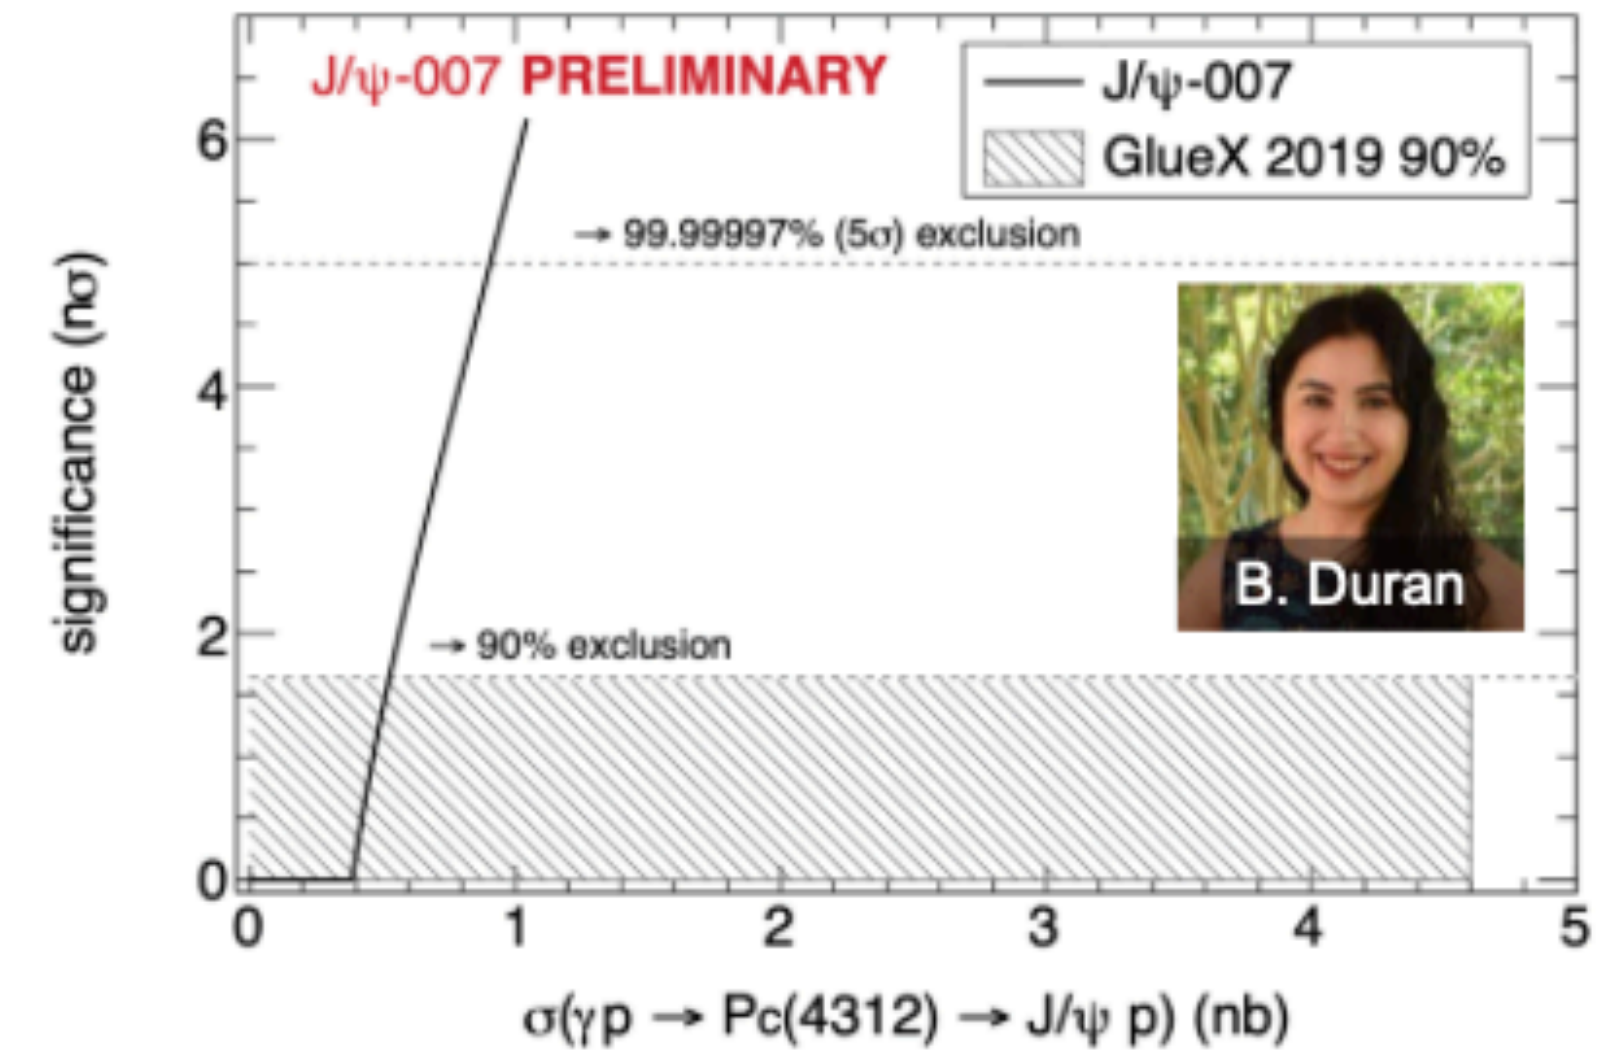 J/ψ-007 PRELIMINARY
J/ψ-007
GlueX 2019 90%
→ 99.99997% (5σ) exclusion
→ 90% exclusion
B. Duran
significance (nσ)
6
4
2
0
0 1 2 3 4 5
σ(γp → Pc(4312) → J/ψ p) (nb)